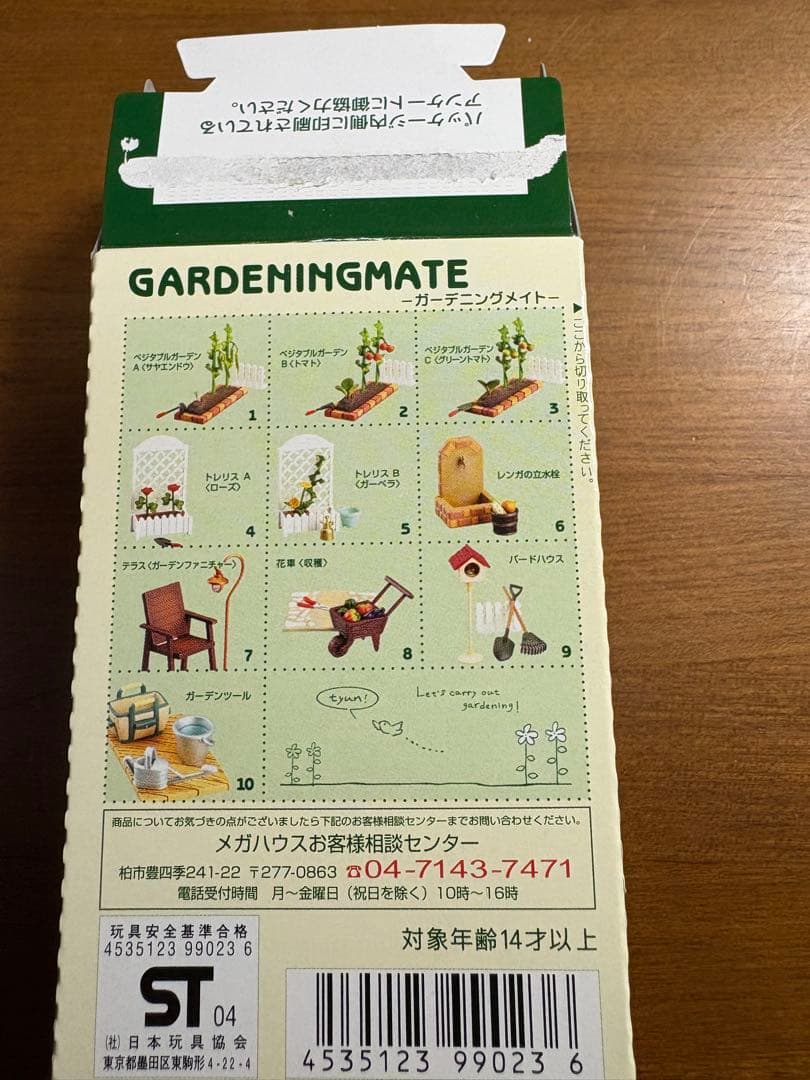 パッケージ内側に印刷されている
アンケートに御協力ください。
GARDENINGMATE
−ガーデニングメイト−
▶ここから切り取ってください。
ベジタブルガーデン
A〈サヤエンドウ〉
1
ベジタブルガーデン
B〈トマト〉
2
ベジタブルガーデン
C〈グリーントマト〉
3
トレリス A
〈ローズ〉
4
トレリス B
〈ガーベラ〉
5
レンガの立水栓
6
テラス〈ガーデンファニチャー〉
7
花車〈収穫〉
8
バードハウス
9
ガーデンツール
10
tyun!
Let's carry out
gardening!
商品についてお気づきの点がございましたら下記のお客様相談センターまでお問い合わせください。
メガハウスお客様相談センター
柏市豊四季241-22 〒277-0863 ☎04-7143-7471
電話受付時間 月〜金曜日（祝日を除く）10時〜16時
玩具安全基準合格
4535123 99023 6
ST 04
（社）日本玩具協会
東京都墨田区東駒形4-22-4
対象年齢14才以上
4535123 99023 6